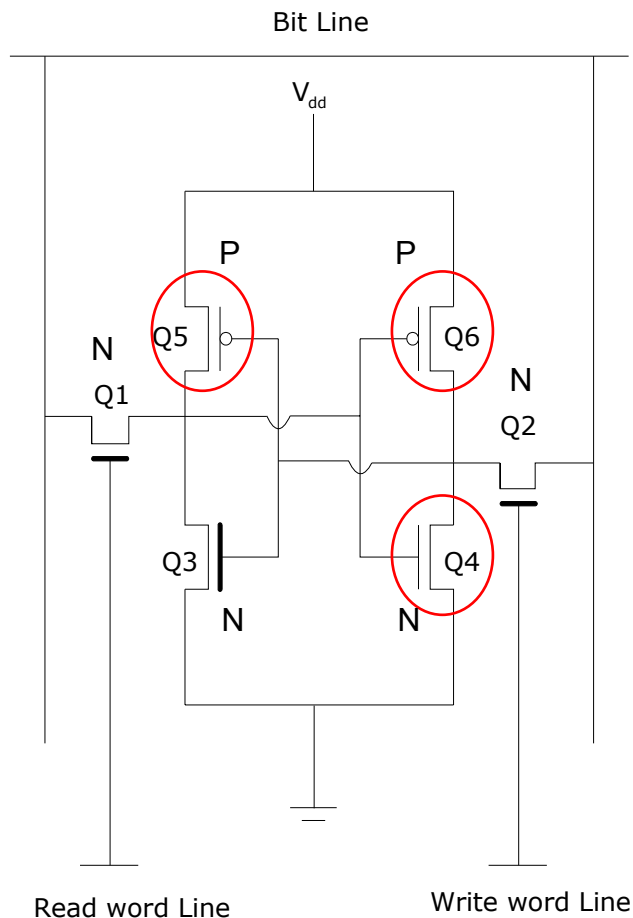 Bit Line
Vdd
P P
Q5 Q6
N N
Q1 Q2
Q3 Q4
N N
Read word Line Write word Line